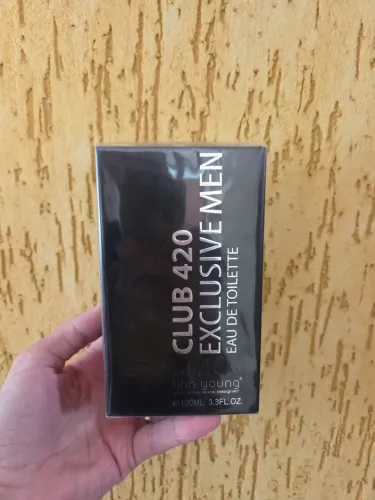 CLUB 420
EXCLUSIVE MEN
EAU DE TOILETTE
linn young®
℮100ML 3.3FL.OZ.